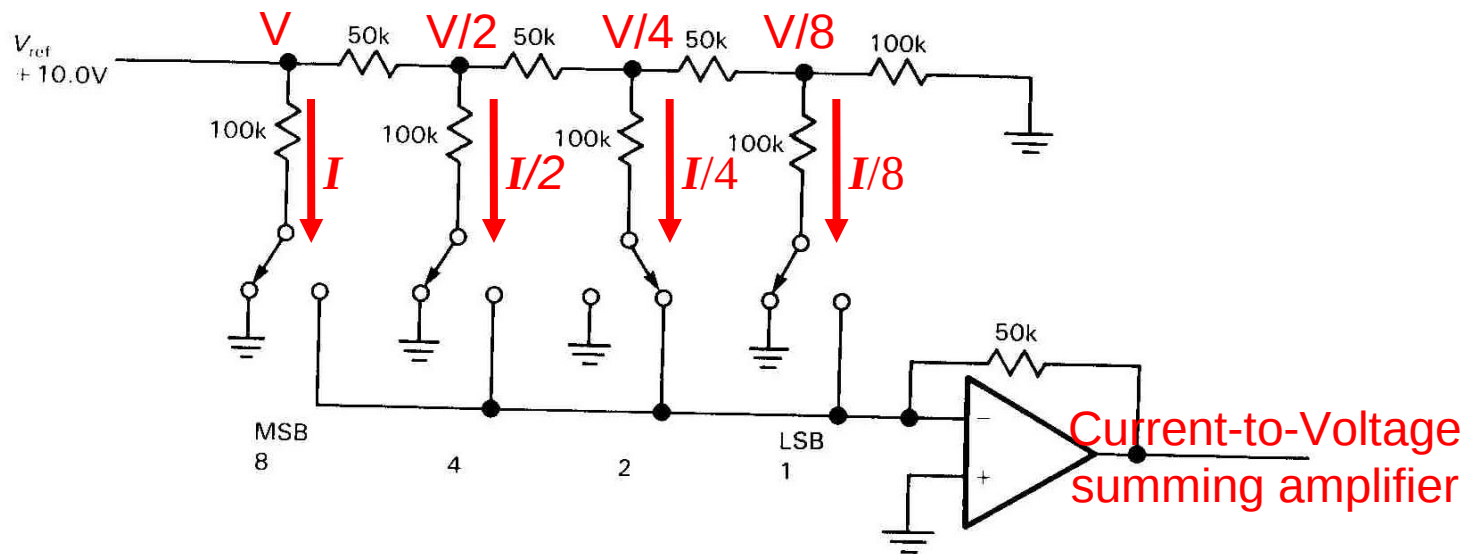 V 50k V/2 50k V/4 50k V/8 100k
Vref
+10.0V
100k 100k 100k 100k
I I/2 I/4 I/8
50k
MSB LSB
8 4 2 1
−
+
Current-to-Voltage
summing amplifier